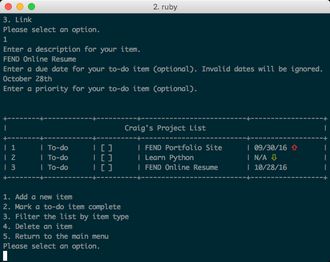 2. ruby
3. Link
Please select an option.
1
Enter a description for your item.
FEND Online Resume
Enter a due date for your to-do item (optional). Invalid dates will be ignored.
October 28th
Enter a priority for your to-do item (optional).
Craig's Project List
| 1 | To-do | [ ] | FEND Portfolio Site | 09/30/16 ⇧ |
| 2 | To-do | [ ] | Learn Python | N/A ⇩ |
| 3 | To-do | [ ] | FEND Online Resume | 10/28/16 |
1. Add a new item
2. Mark a to-do item complete
3. Filter the list by item type
4. Delete an item
5. Return to the main menu
Please select an option.